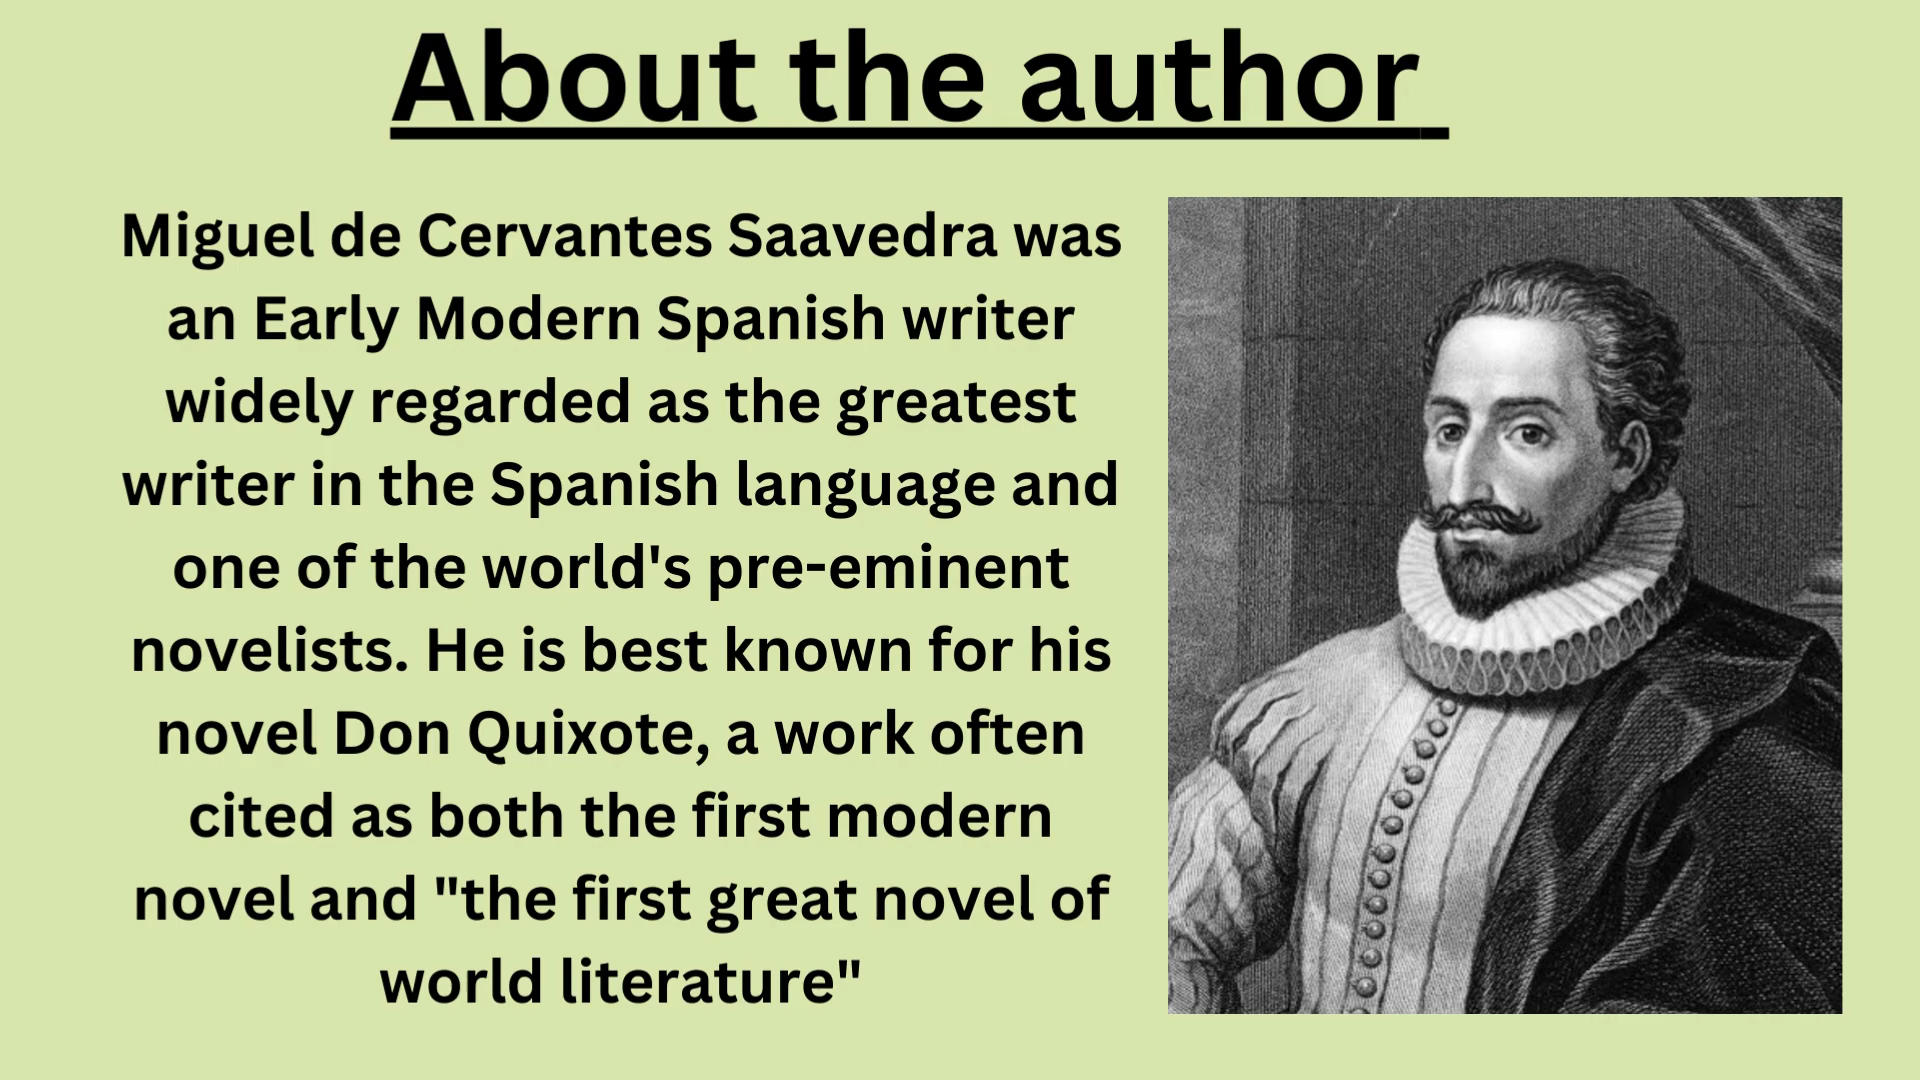 About the author
Miguel de Cervantes Saavedra was
an Early Modern Spanish writer
widely regarded as the greatest
writer in the Spanish language and
one of the world's pre-eminent
novelists. He is best known for his
novel Don Quixote, a work often
cited as both the first modern
novel and "the first great novel of
world literature"